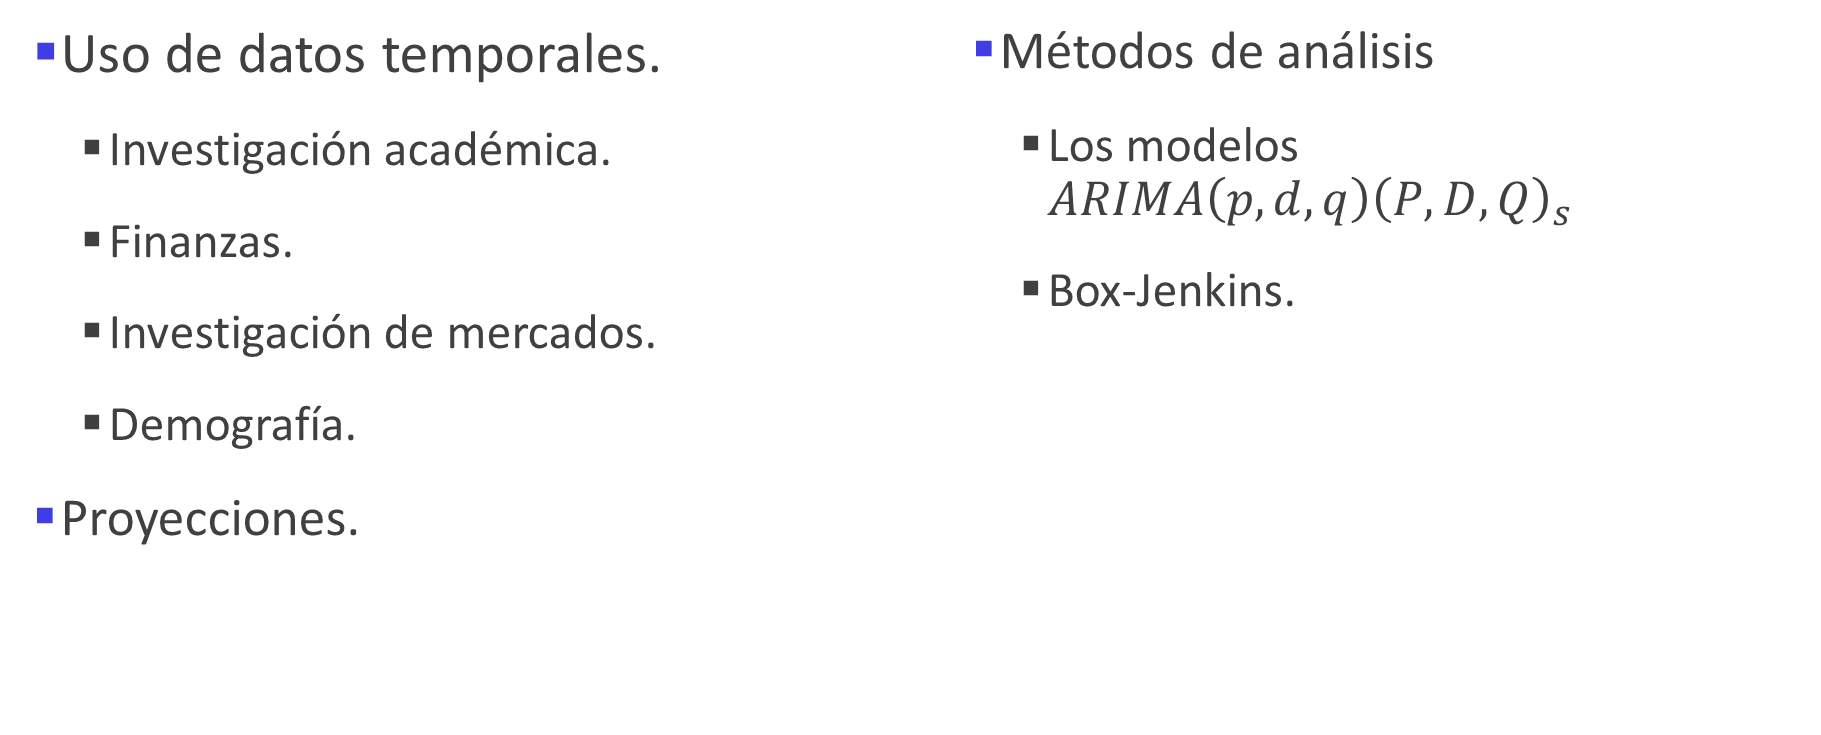 ▪Uso de datos temporales.
▪Investigación académica.
▪Finanzas.
▪Investigación de mercados.
▪Demografía.
▪Proyecciones.
▪Métodos de análisis
▪Los modelos
ARIMA(p, d, q)(P, D, Q)ₛ
▪Box-Jenkins.